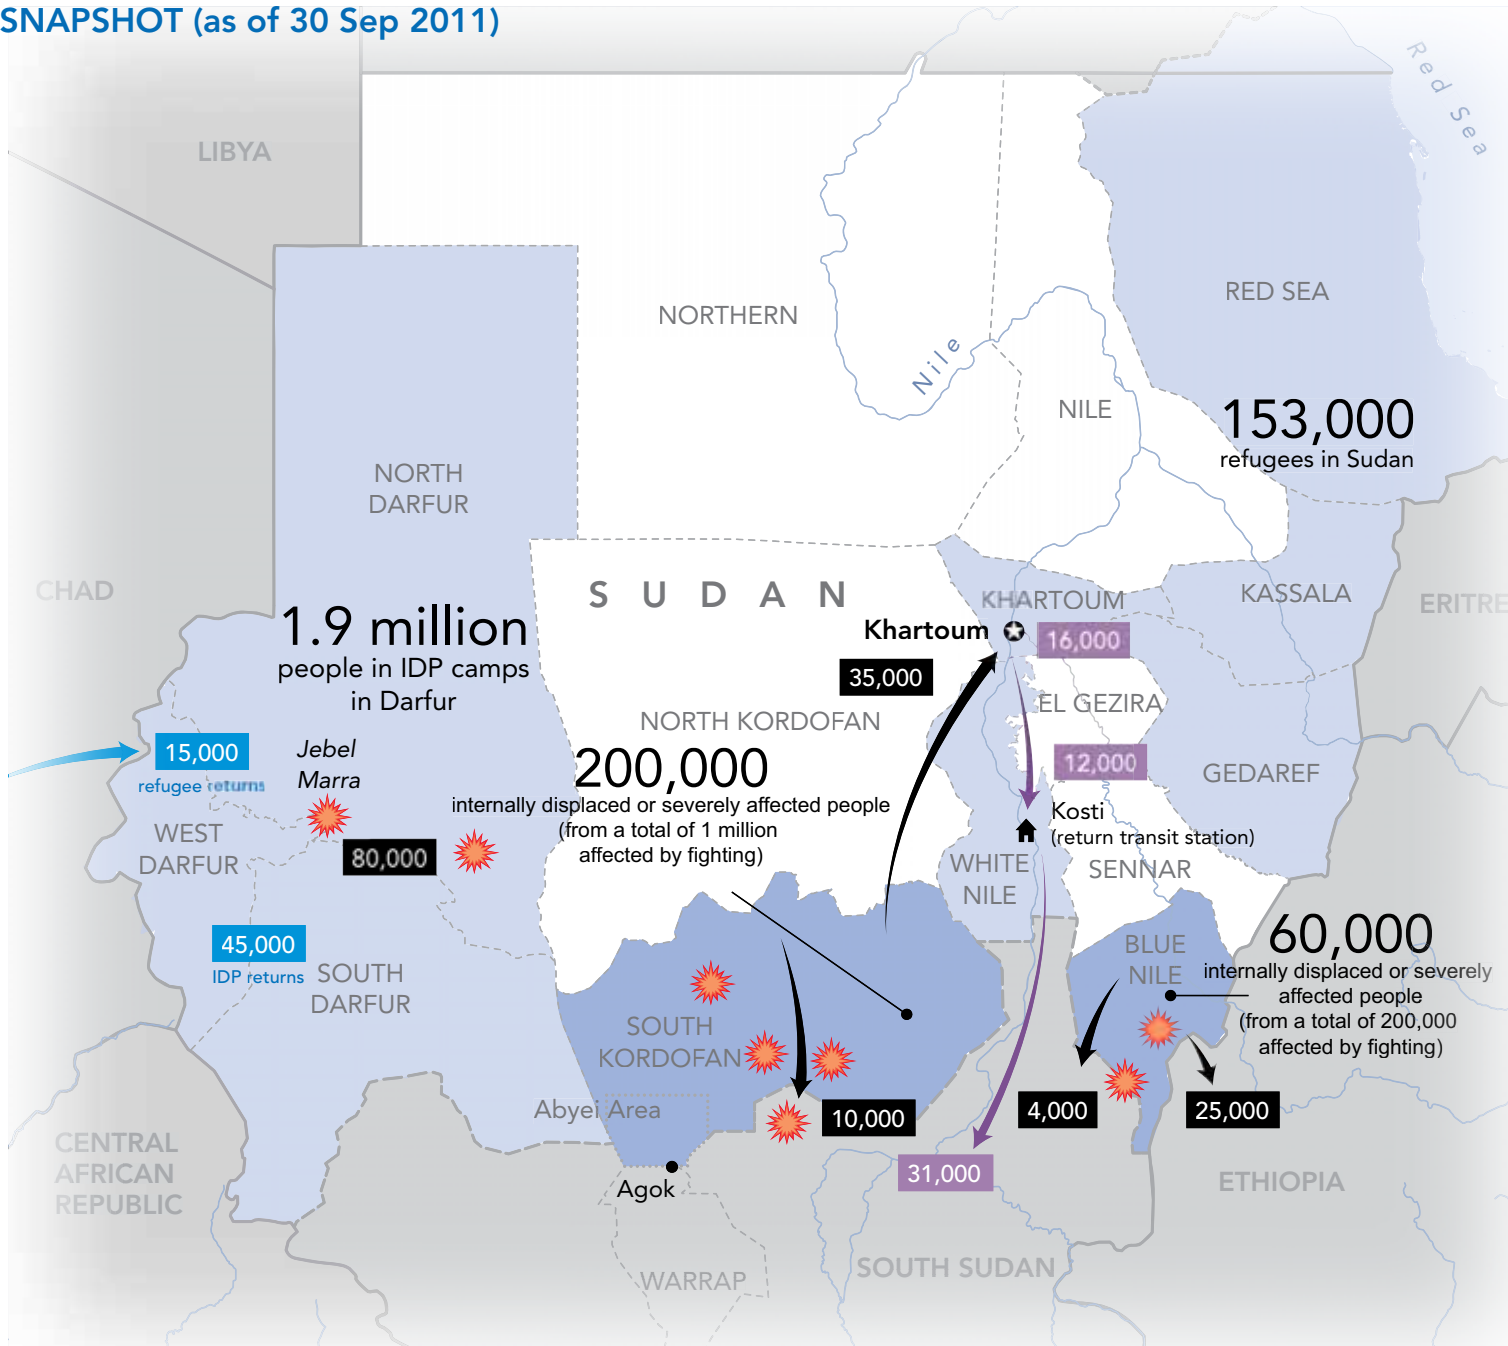 SNAPSHOT (as of 30 Sep 2011)
Red Sea
LIBYA
RED SEA
NORTHERN
Nile
NILE
153,000
refugees in Sudan
NORTH
DARFUR
CHAD
SUDAN
KHARTOUM
KASSALA
ERITRE
1.9 million
people in IDP camps
in Darfur
Khartoum
16,000
35,000
EL GEZIRA
NORTH KORDOFAN
15,000
refugee returns
Jebel
Marra
200,000
internally displaced or severely affected people
(from a total of 1 million
affected by fighting)
12,000
GEDAREF
Kosti
(return transit station)
WEST
DARFUR
80,000
WHITE
NILE
SENNAR
45,000
IDP returns
SOUTH
DARFUR
BLUE
NILE
60,000
internally displaced or severely
affected people
(from a total of 200,000
affected by fighting)
SOUTH
KORDOFAN
Abyei Area
10,000
4,000
25,000
CENTRAL
AFRICAN
REPUBLIC
Agok
31,000
ETHIOPIA
WARRAP
SOUTH SUDAN